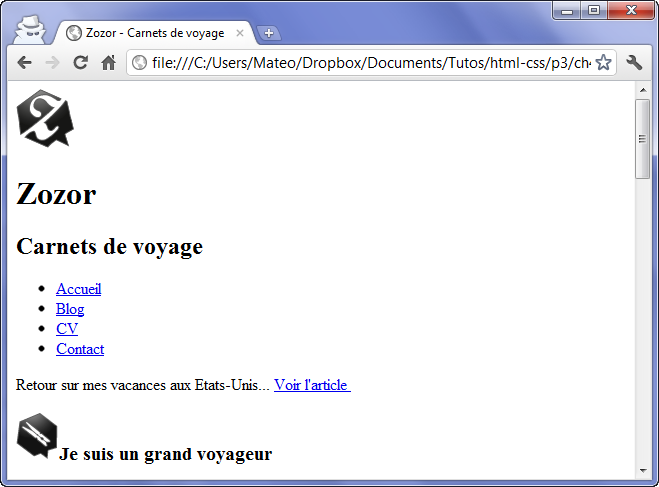 Zozor - Carnets de voyage
file:///C:/Users/Mateo/Dropbox/Documents/Tutos/html-css/p3/ch
Zozor
Carnets de voyage
Accueil
Blog
CV
Contact
Retour sur mes vacances aux Etats-Unis... Voir l'article
Je suis un grand voyageur